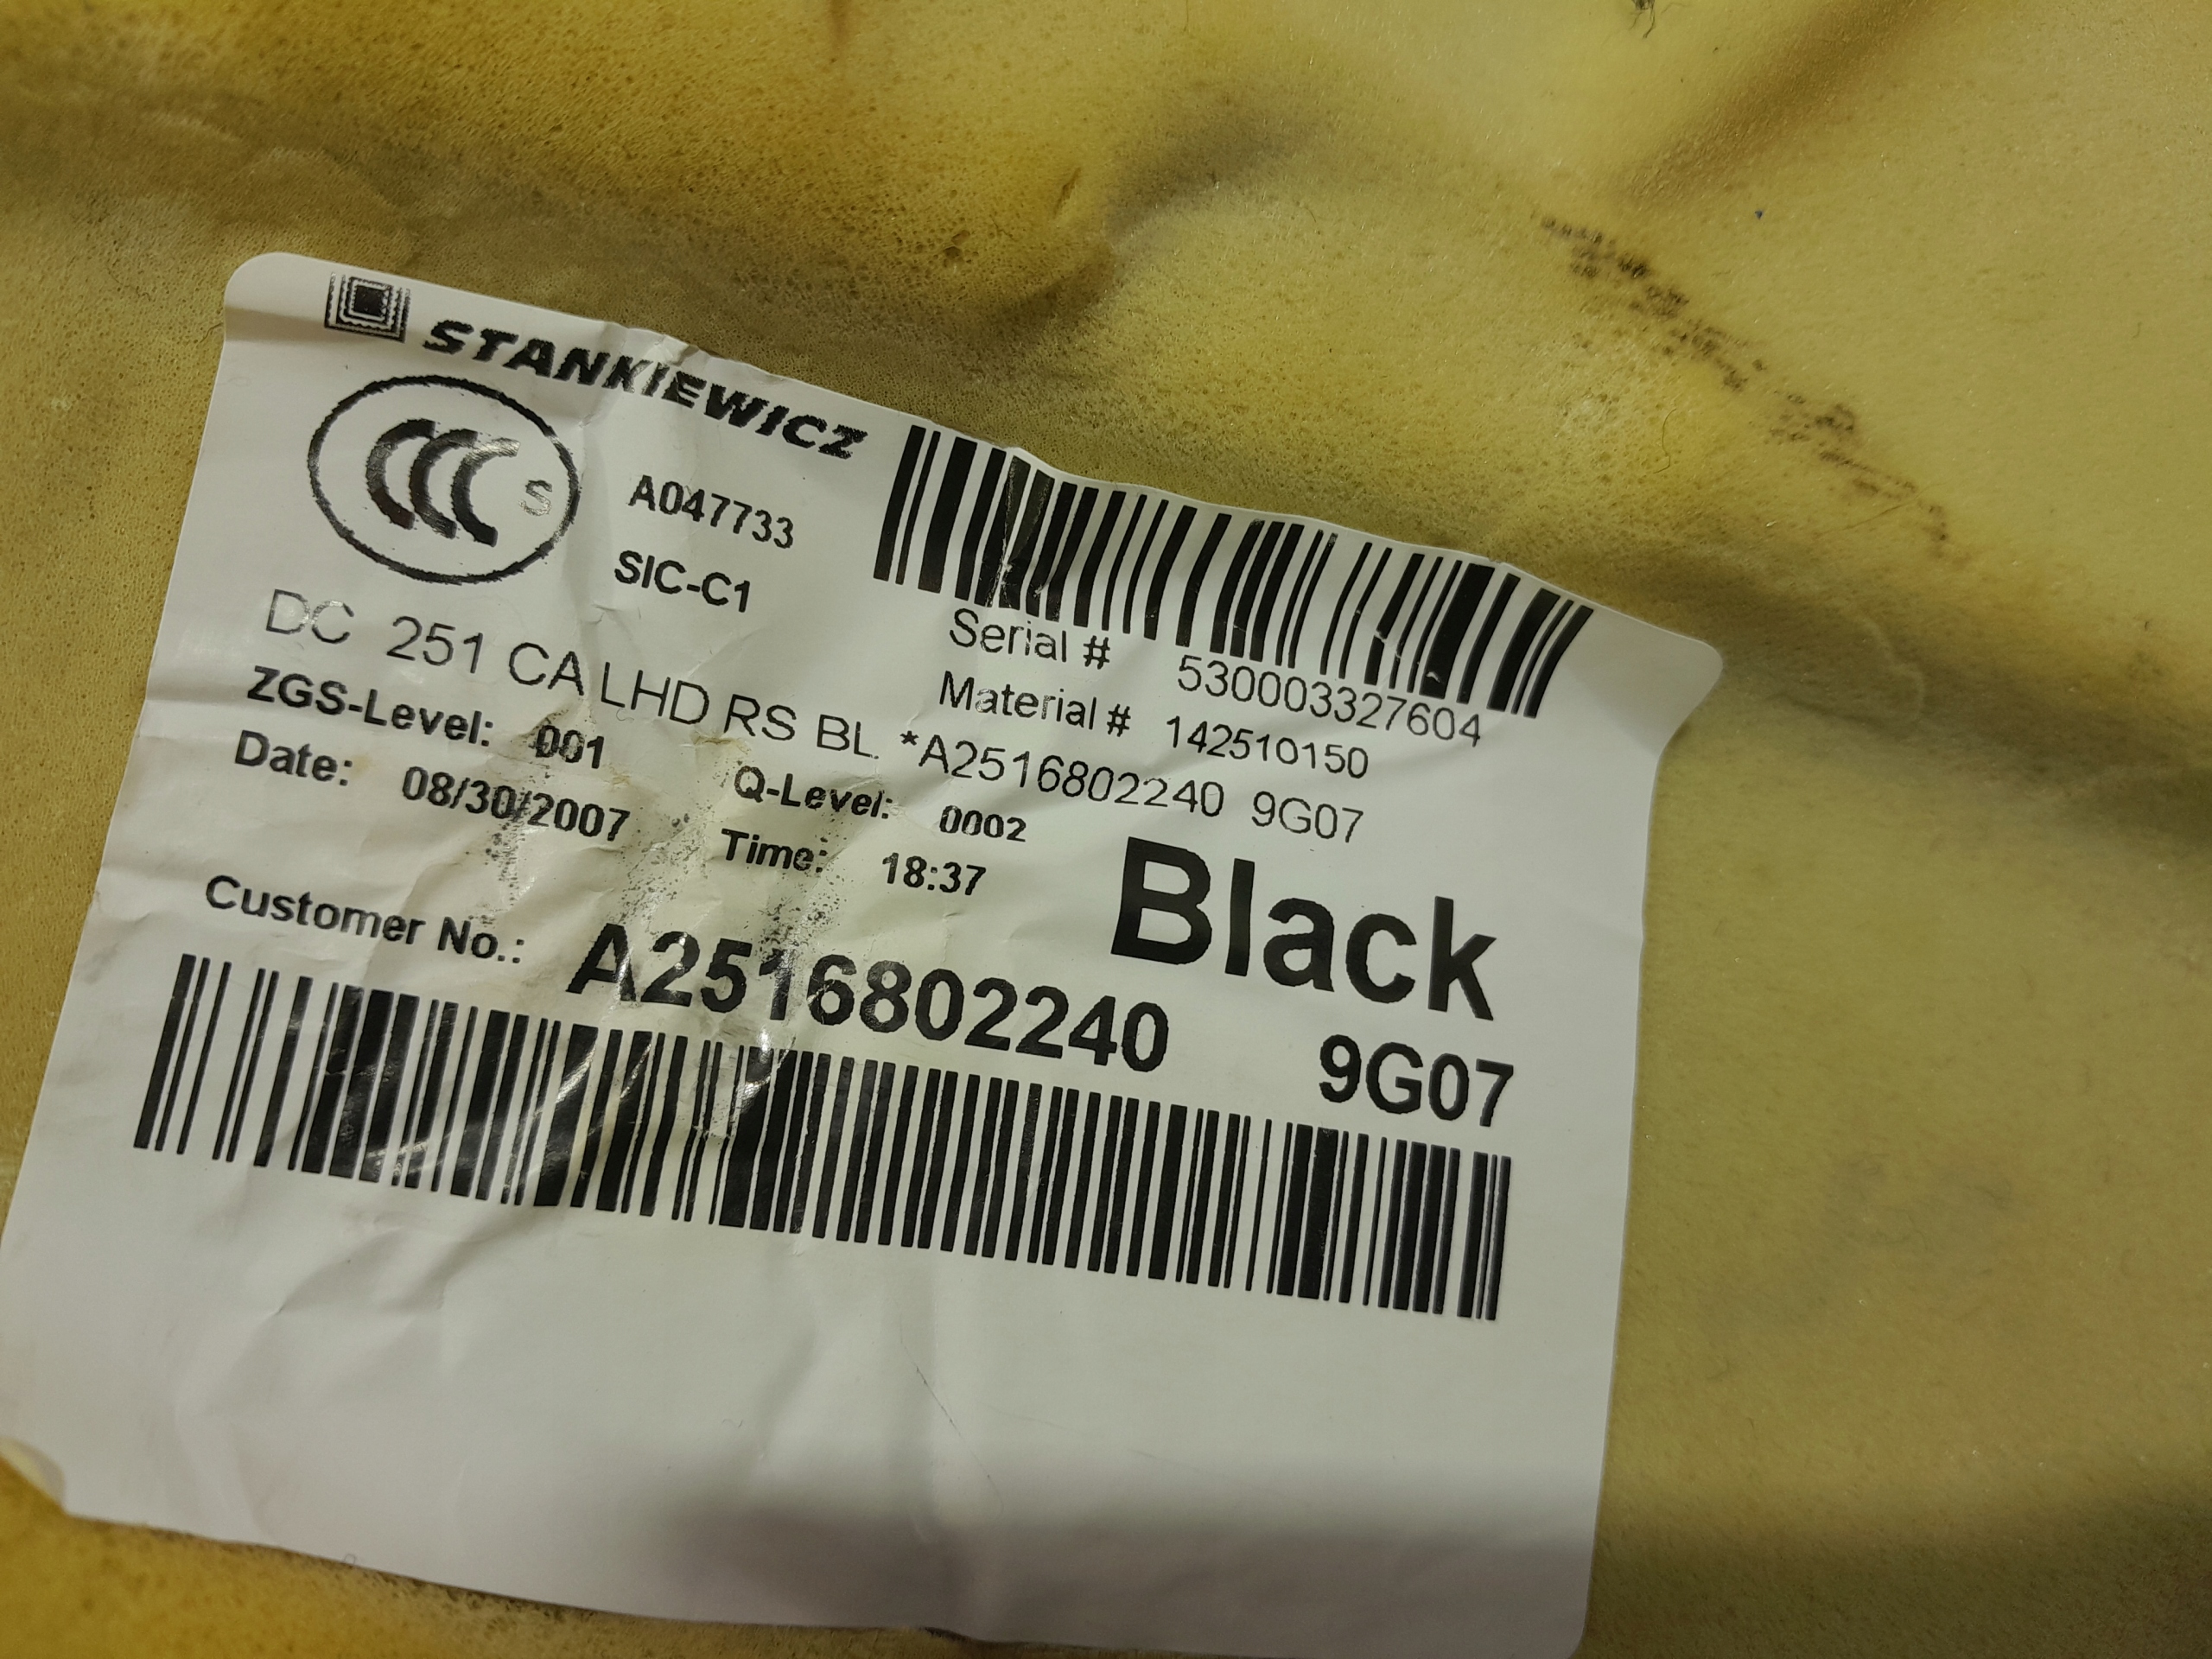 STANKIEWICZ
CCC S
A047733
SIC-C1
Serial # 530003327604
Material # 142510150
DC 251 CA LHD RS BL. *A2516802240 9G07
ZGS-Level: 001 Q-Level: 0002
Date: 08/30/2007 Time: 18:37
Black
Customer No.: A2516802240 9G07